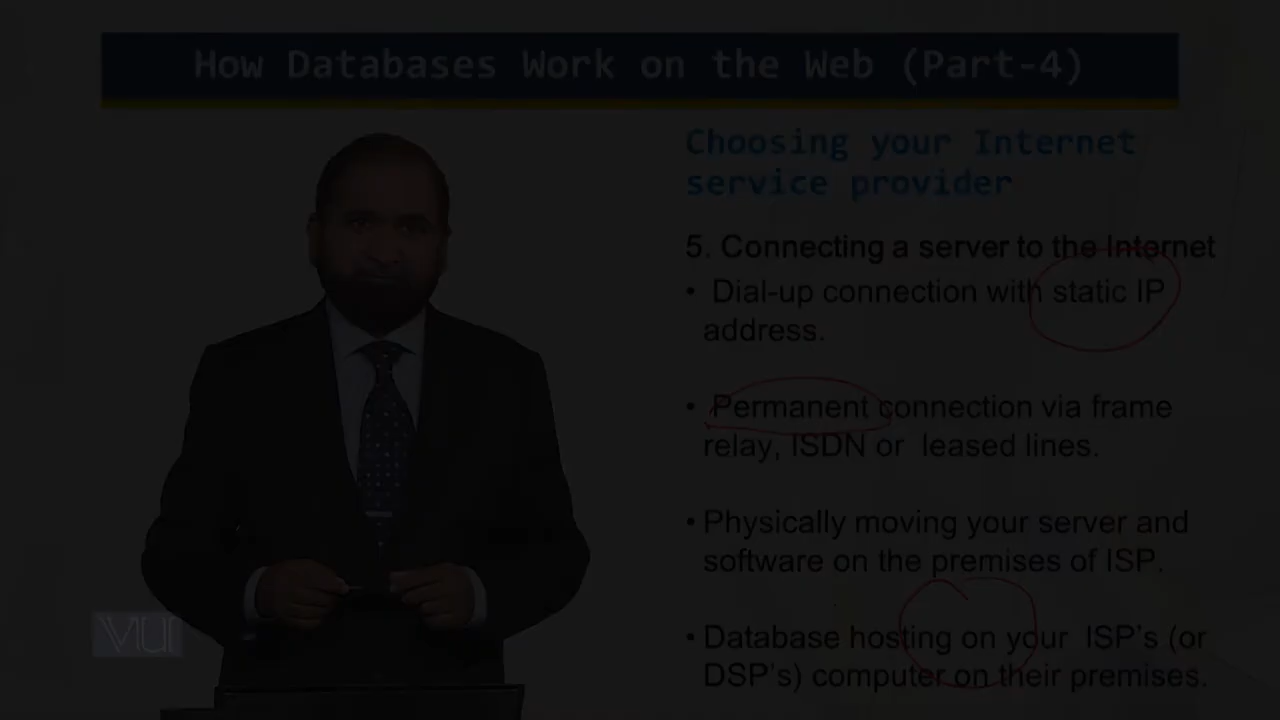 How Databases Work on the Web (Part-4)
Choosing your Internet
service provider
5. Connecting a server to the Internet
• Dial-up connection with static IP
address.
• Permanent connection via frame
relay, ISDN or leased lines.
• Physically moving your server and
software on the premises of ISP.
• Database hosting on your ISP's (or
DSP's) computer on their premises.
VU